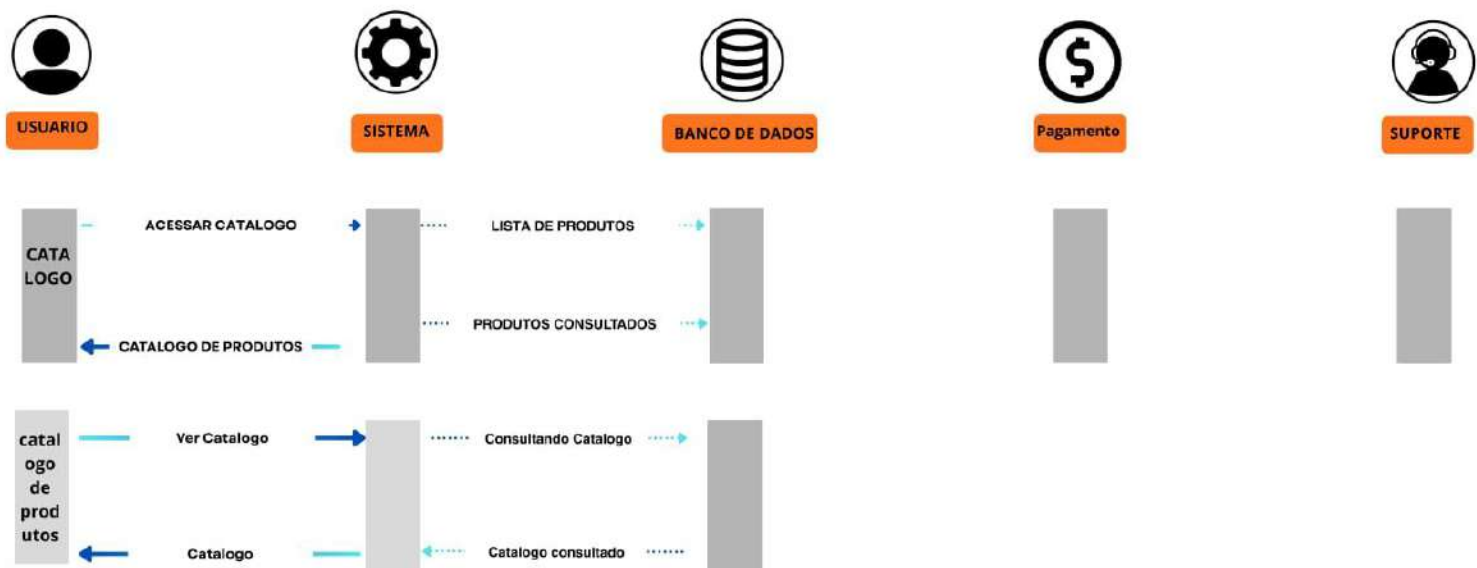 USUARIO
SISTEMA
BANCO DE DADOS
Pagamento
SUPORTE
ACESSAR CATALOGO
LISTA DE PRODUTOS
CATA
LOGO
PRODUTOS CONSULTADOS
CATALOGO DE PRODUTOS
catal
ogo
de
prod
utos
Ver Catalogo
Consultando Catalogo
Catalogo
Catalogo consultado